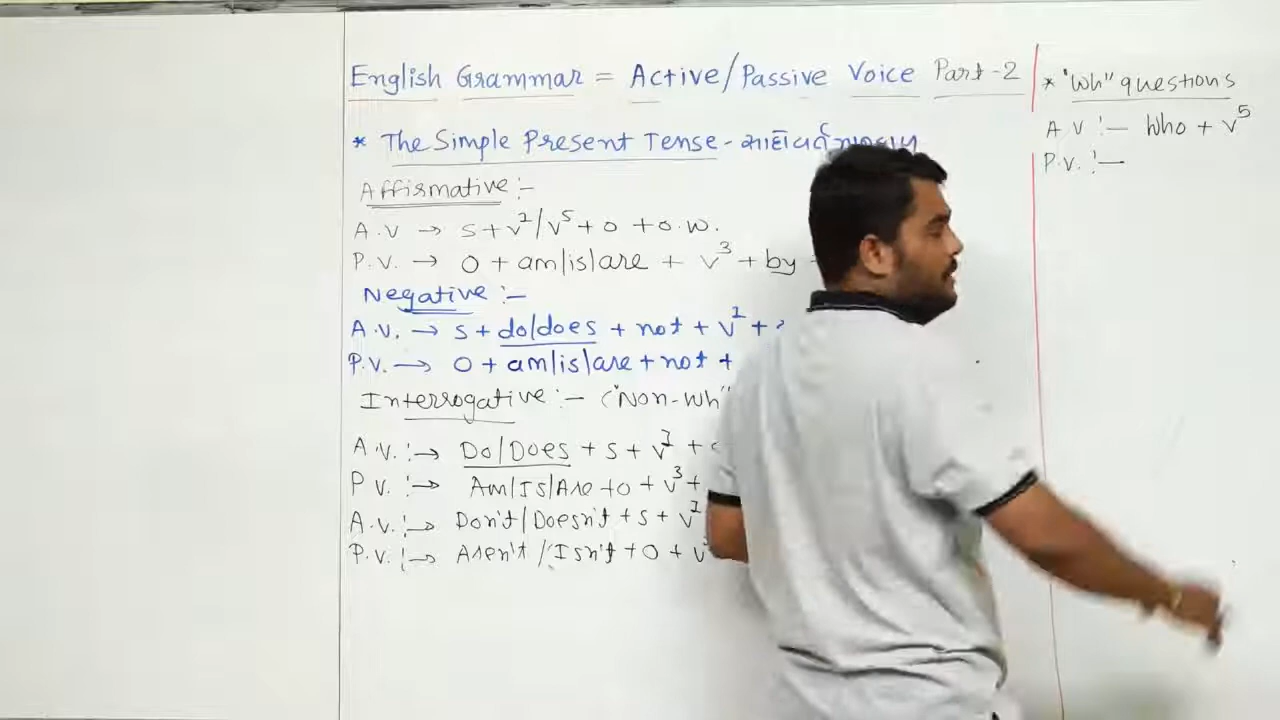 English Grammar = Active/Passive Voice Part-2
* The Simple Present Tense -
Affirmative :-
A.V → S + V¹/V⁵ + O + O.W.
P.V. → O + am/is/are + V³ + by
Negative :-
A.V. → S + do/does + not + V¹ +
P.V. → O + am/is/are + not +
Interrogative :- ("Non-Wh"
A.V. :→ Do/Does + S + V¹ +
P.V. :→ Am/Is/Are + O + V³ +
A.V. :→ Don't/Doesn't + S + V¹
P.V. :→ Aren't/Isn't + O + V
* "Wh" questions
A.V :- Who + V⁵
P.V. :-